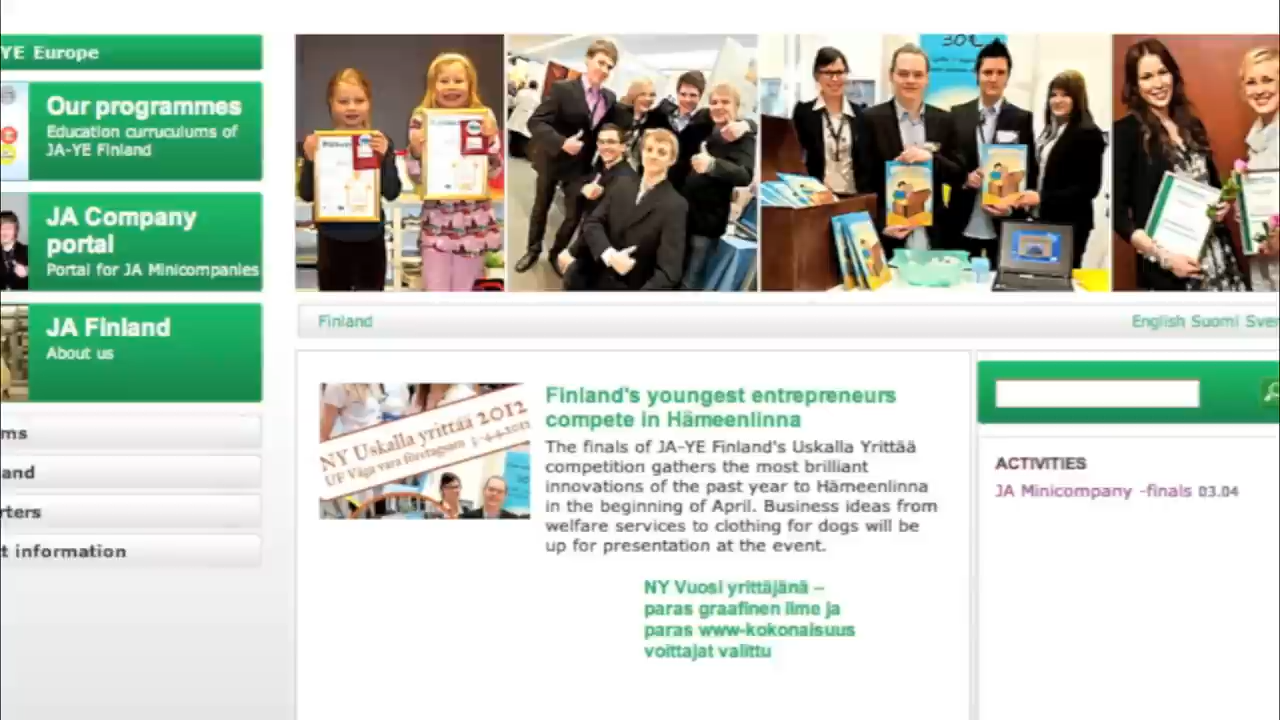 YE Europe
Our programmes
Education curruculums of
JA-YE Finland
JA Company
portal
Portal for JA Minicompanies
JA Finland
About us
30€
Finland
English Suomi
NY Uskalla yrittää 2012
UF Våga vara företagsam
Finland's youngest entrepreneurs
compete in Hämeenlinna
The finals of JA-YE Finland's Uskalla Yrittää
competition gathers the most brilliant
innovations of the past year to Hämeenlinna
in the beginning of April. Business ideas from
welfare services to clothing for dogs will be
up for presentation at the event.
NY Vuosi yrittäjänä –
paras graafinen ilme ja
paras www-kokonaisuus
voittajat valittu
ACTIVITIES
JA Minicompany -finals 03.04
information